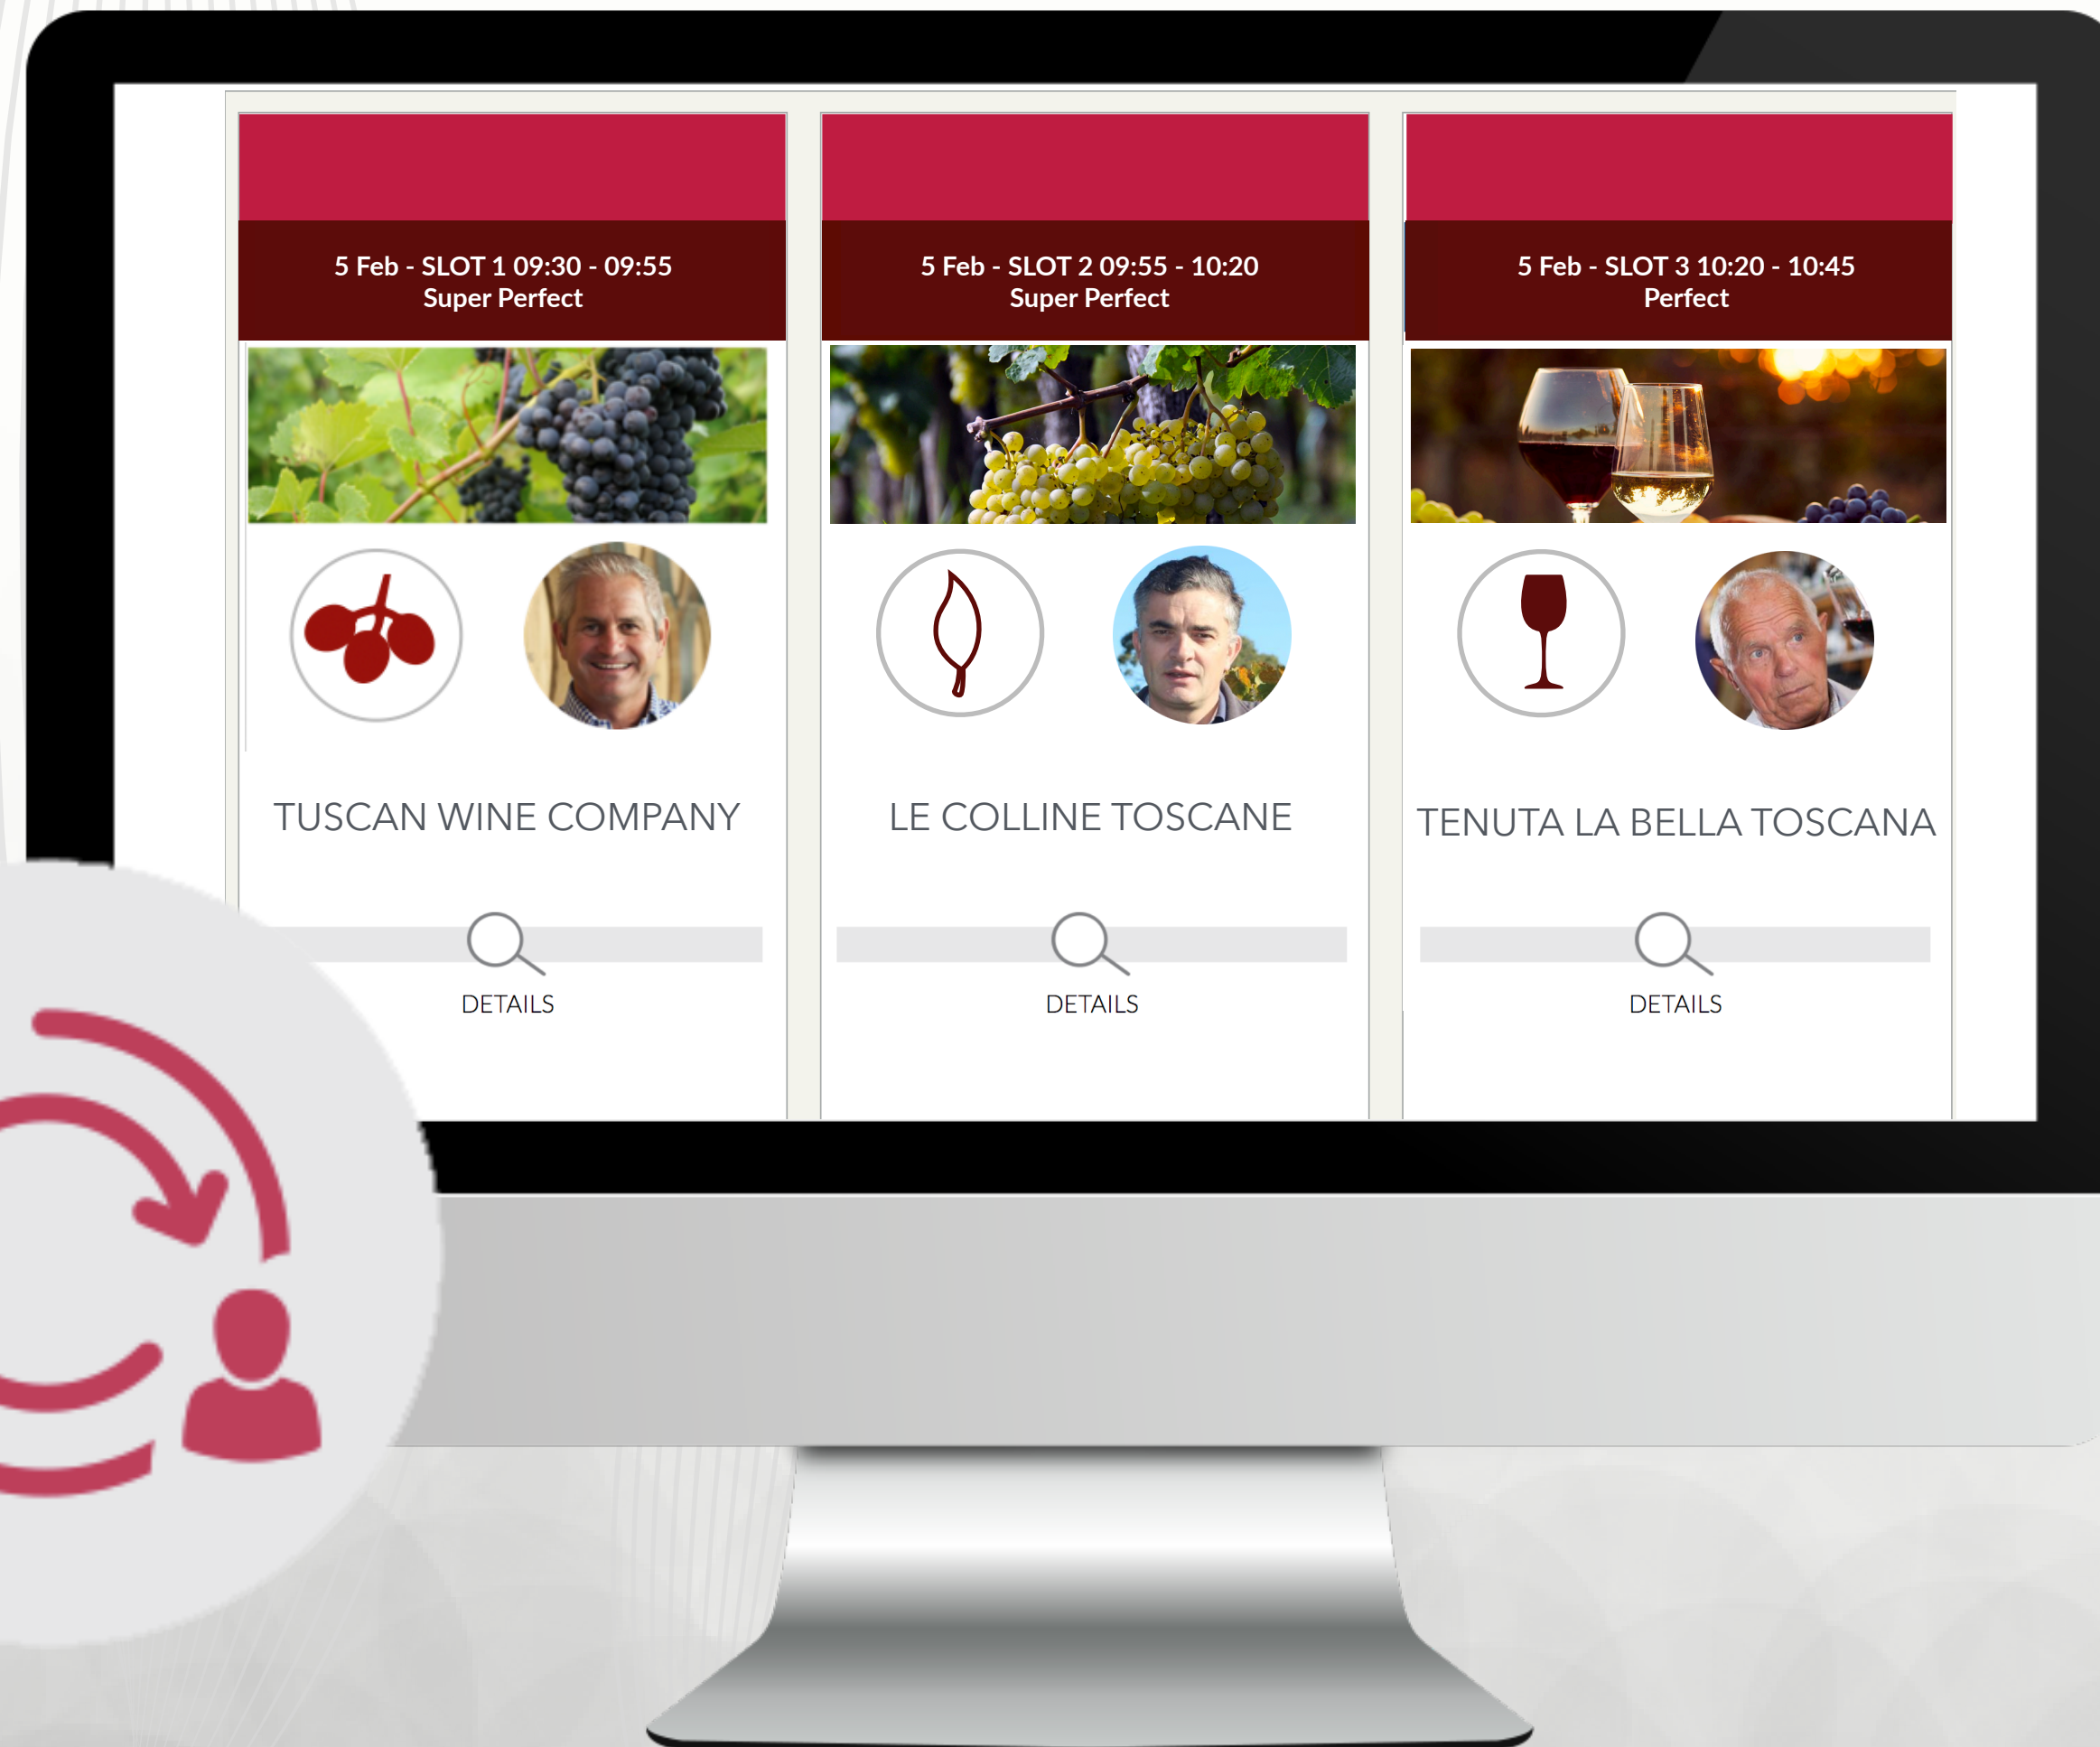 5 Feb - SLOT 1 09:30 - 09:55
Super Perfect
TUSCAN WINE COMPANY
DETAILS
5 Feb - SLOT 2 09:55 - 10:20
Super Perfect
LE COLLINE TOSCANE
DETAILS
5 Feb - SLOT 3 10:20 - 10:45
Perfect
TENUTA LA BELLA TOSCANA
DETAILS